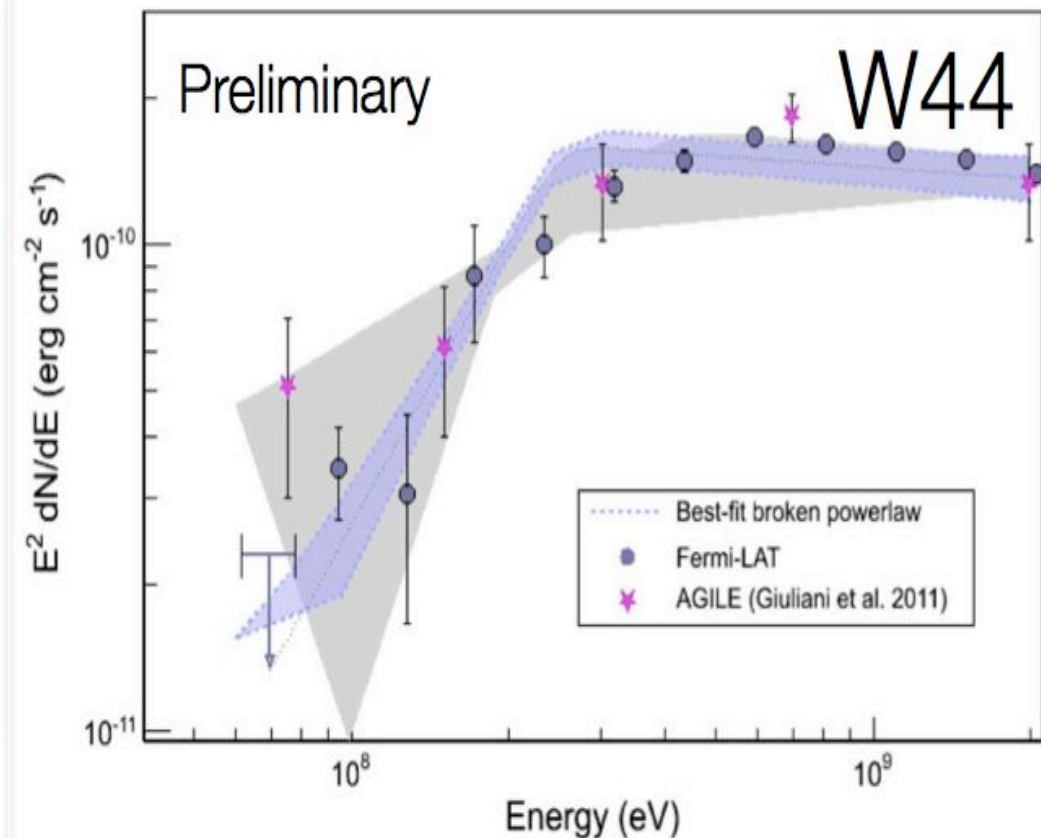 Preliminary
W44
E² dN/dE (erg cm⁻² s⁻¹)
10⁻¹⁰
10⁻¹¹
Best-fit broken powerlaw
Fermi-LAT
AGILE (Giuliani et al. 2011)
10⁸
10⁹
Energy (eV)